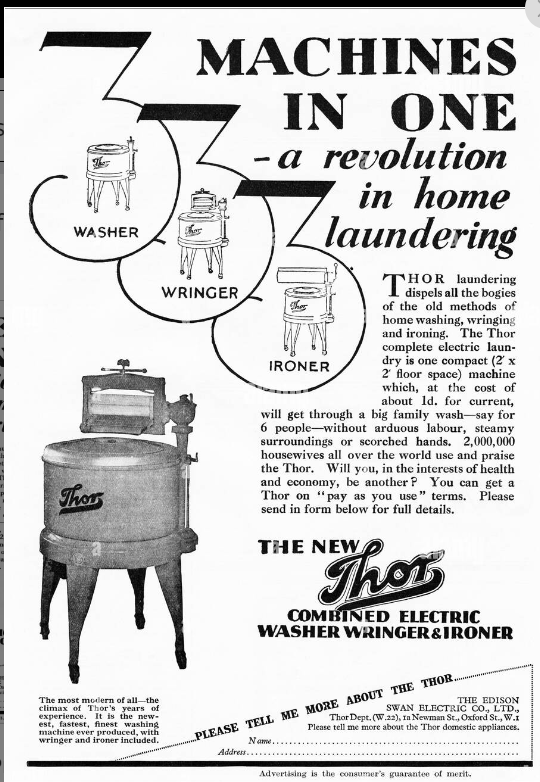 3 MACHINES
3 IN ONE
3 -a revolution
in home
laundering
Thor
WASHER
Thor
WRINGER
Thor
IRONER
THOR laundering
dispels all the bogies
of the old methods of
home washing, wringing
and ironing. The Thor
complete electric laun-
dry is one compact (2' x
2' floor space) machine
which, at the cost of
about 1d. for current,
will get through a big family wash—say for
6 people—without arduous labour, steamy
surroundings or scorched hands. 2,000,000
housewives all over the world use and praise
the Thor. Will you, in the interests of health
and economy, be another? You can get a
Thor on "pay as you use" terms. Please
send in form below for full details.
Thor
THE NEW
Thor
COMBINED ELECTRIC
WASHER WRINGER & IRONER
The most modern of all—the
climax of Thor's years of
experience. It is the new-
est, fastest, finest washing
machine ever produced, with
wringer and ironer included.
PLEASE TELL ME MORE ABOUT THE THOR
THE EDISON
SWAN ELECTRIC CO., LTD.,
Thor Dept, (W.22), 1a Newman St., Oxford St., W.1
Please tell me more about the Thor domestic appliances.
Name
Address
Advertising is the consumer's guarantee of merit.